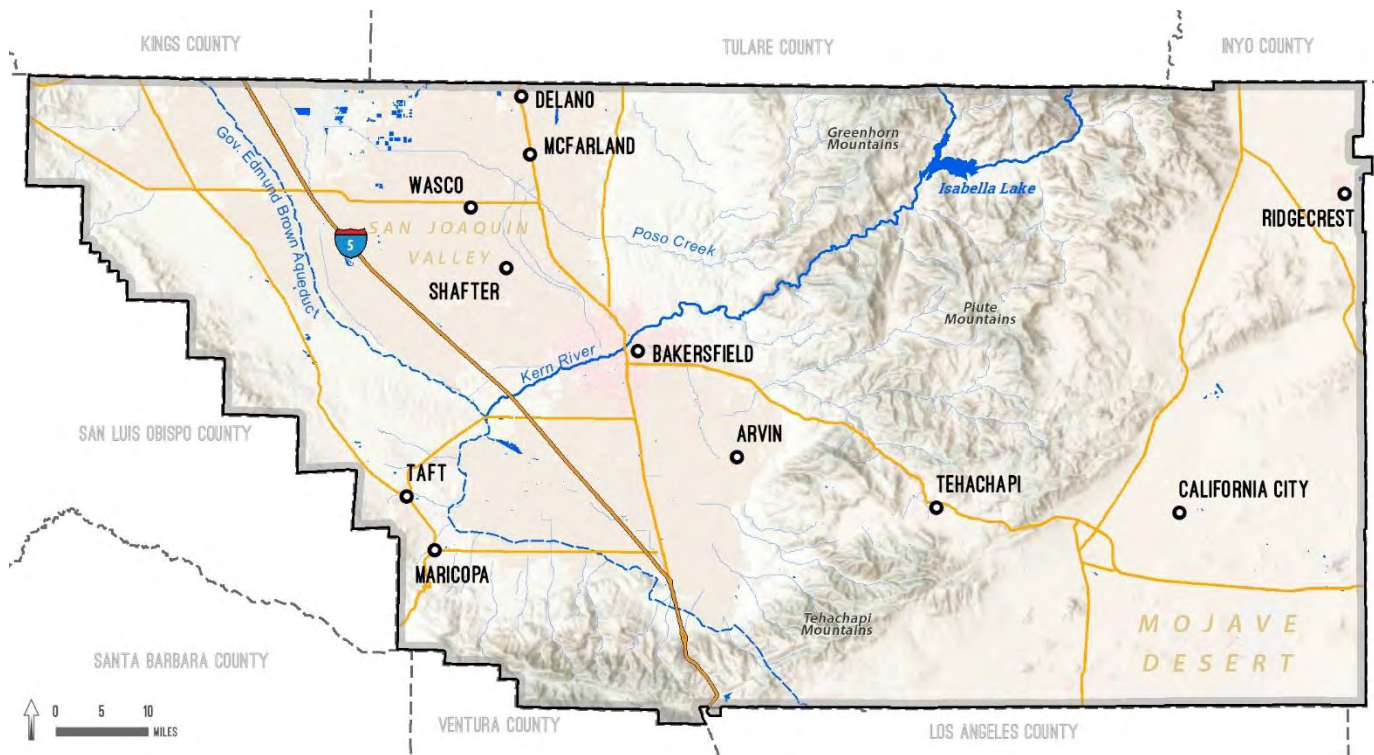 KINGS COUNTY
TULARE COUNTY
INYO COUNTY
DELANO
MCFARLAND
Greenhorn
Mountains
WASCO
Isabella Lake
RIDGECREST
Gov. Edmund Brown Aqueduct
SAN JOAQUIN
VALLEY
5
Poso Creek
SHAFTER
Piute
Mountains
Kern River
BAKERSFIELD
SAN LUIS OBISPO COUNTY
ARVIN
TAFT
TEHACHAPI
CALIFORNIA CITY
MARICOPA
Tehachapi
Mountains
MOJAVE
DESERT
SANTA BARBARA COUNTY
VENTURA COUNTY
LOS ANGELES COUNTY
0 5 10
MILES